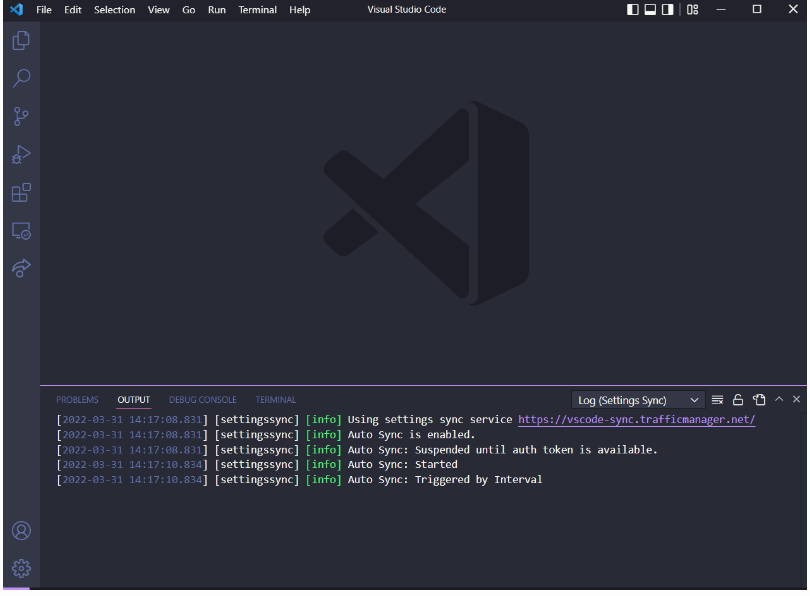 File Edit Selection View Go Run Terminal Help Visual Studio Code
PROBLEMS OUTPUT DEBUG CONSOLE TERMINAL Log (Settings Sync)
[2022-03-31 14:17:08.831] [settingssync] [info] Using settings sync service https://vscode-sync.trafficmanager.net/
[2022-03-31 14:17:08.831] [settingssync] [info] Auto Sync is enabled.
[2022-03-31 14:17:08.831] [settingssync] [info] Auto Sync: Suspended until auth token is available.
[2022-03-31 14:17:10.834] [settingssync] [info] Auto Sync: Started
[2022-03-31 14:17:10.834] [settingssync] [info] Auto Sync: Triggered by Interval